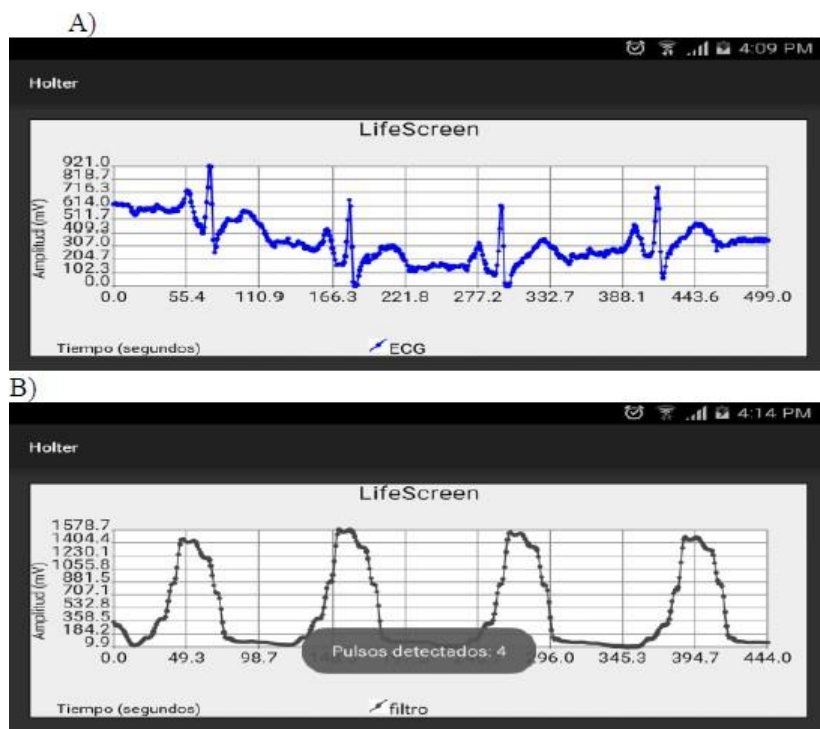 A)
4:09 PM
Holter
LifeScreen
921.0
818.7
716.3
614.0
511.7
409.3
307.0
204.7
102.3
0.0
Amplitud (mV)
0.0 55.4 110.9 166.3 221.8 277.2 332.7 388.1 443.6 499.0
Tiempo (segundos) ECG
B)
4:14 PM
Holter
LifeScreen
1578.7
1404.4
1230.1
1055.8
881.5
707.1
532.8
358.5
184.2
9.9
Amplitud (mV)
0.0 49.3 98.7 296.0 345.3 394.7 444.0
Pulsos detectados: 4
Tiempo (segundos) filtro